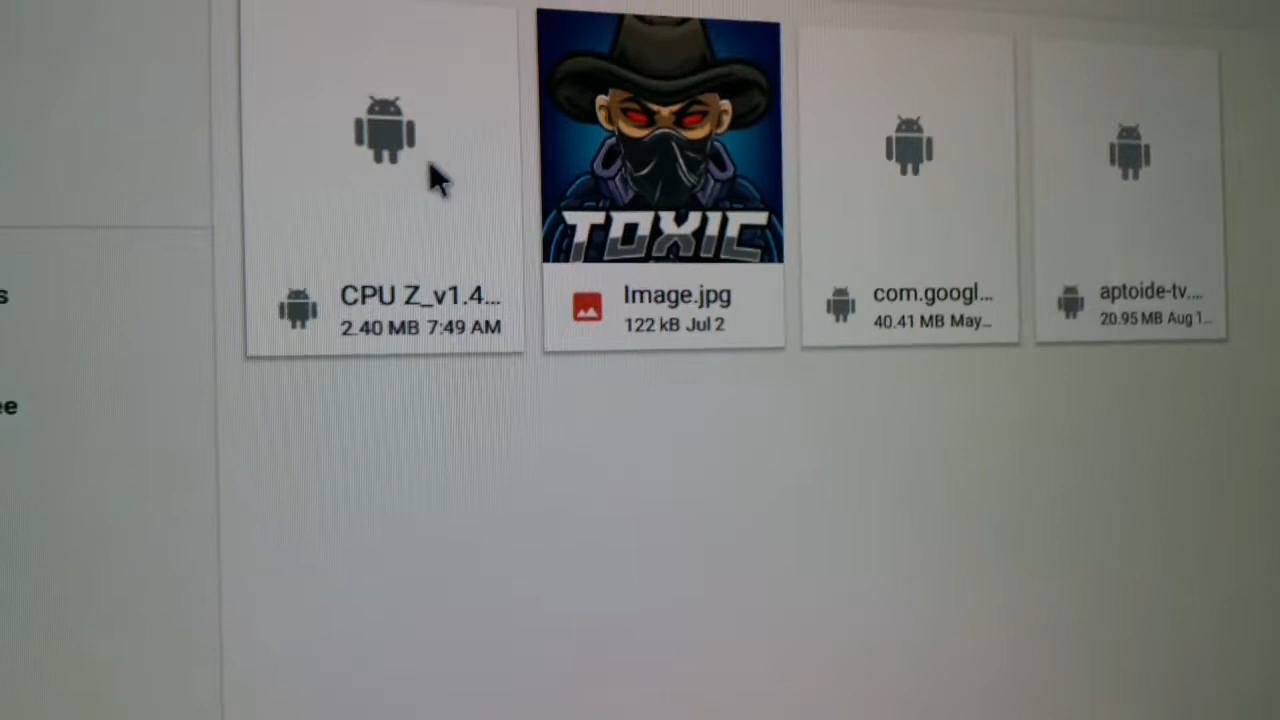 TOXIC
CPU Z_v1.4...
2.40 MB 7:49 AM
Image.jpg
122 kB Jul 2
com.googl...
40.41 MB May...
aptoide-tv....
20.95 MB Aug 1...
s
ee